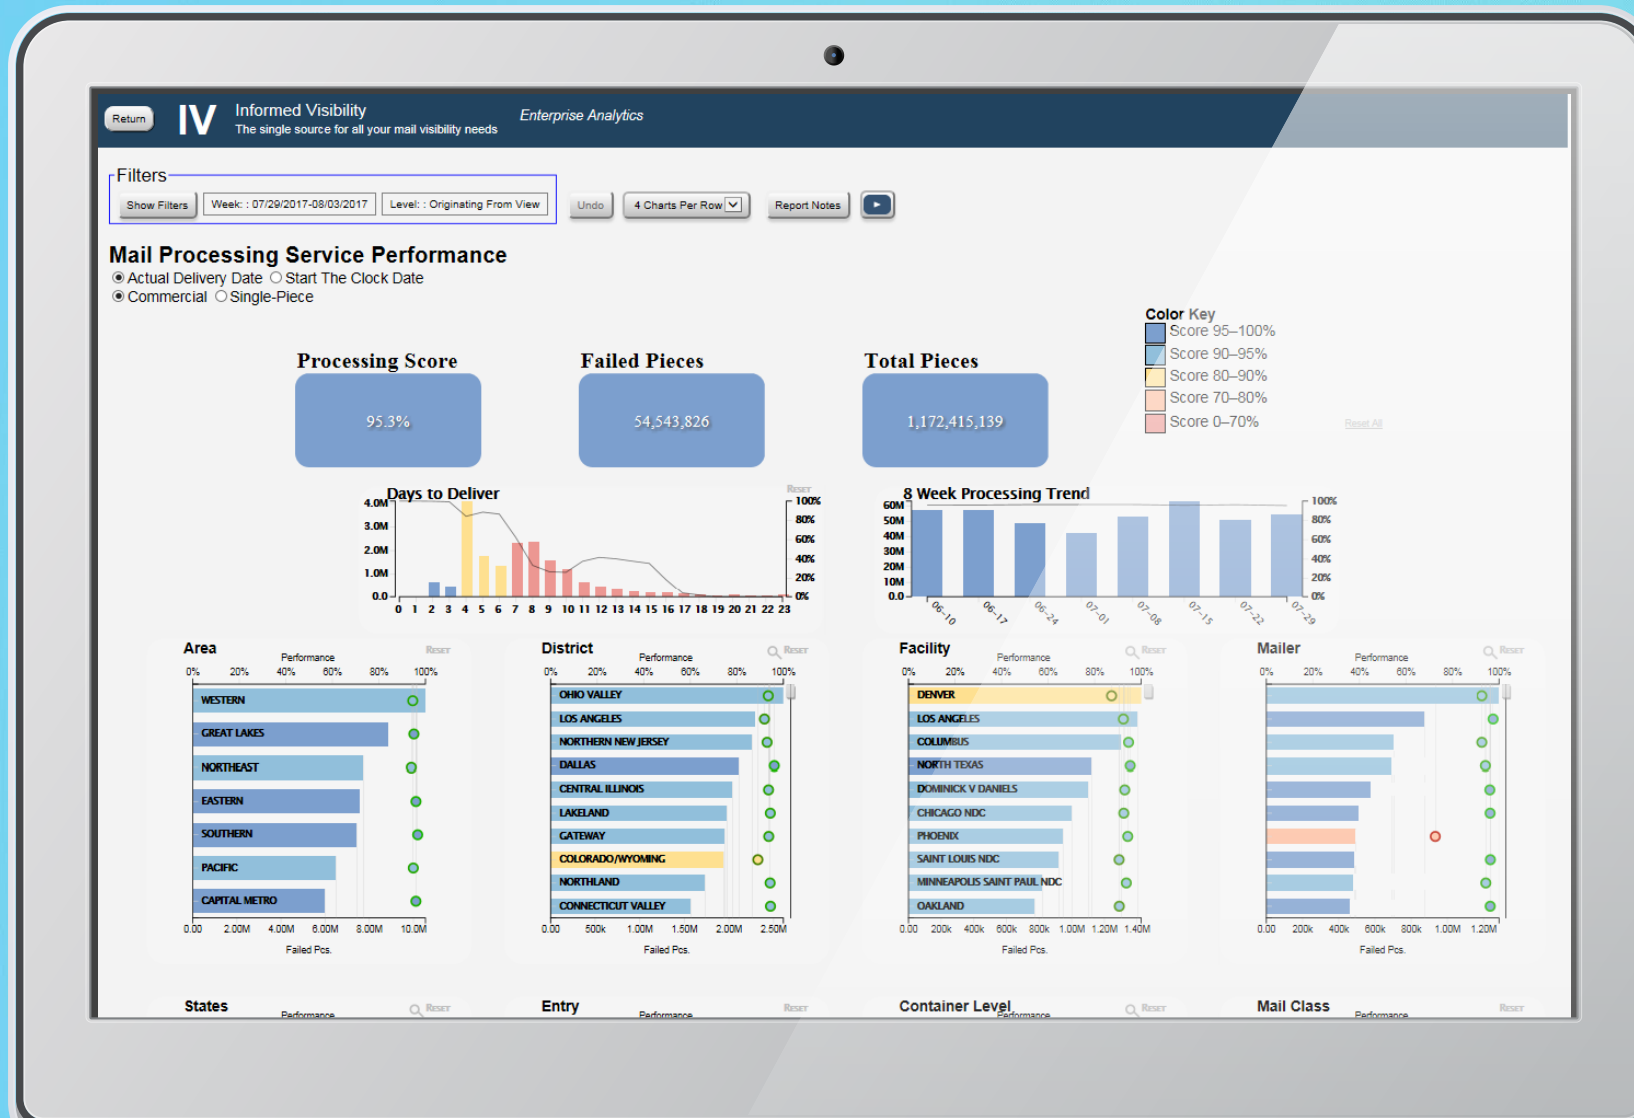 Return
IV
Informed Visibility
The single source for all your mail visibility needs
Enterprise Analytics
Filters
Show Filters
Week: : 07/29/2017-08/03/2017
Level: : Originating From View
Undo
4 Charts Per Row
Report Notes
Mail Processing Service Performance
Actual Delivery Date Start The Clock Date
Commercial Single-Piece
Color Key
Score 95–100%
Score 90–95%
Score 80–90%
Score 70–80%
Score 0–70%
Reset All
Processing Score
95.3%
Failed Pieces
54,543,826
Total Pieces
1,172,415,139
Days to Deliver
Reset
4.0M
3.0M
2.0M
1.0M
0.0
100%
80%
60%
40%
20%
0%
0 1 2 3 4 5 6 7 8 9 10 11 12 13 14 15 16 17 18 19 20 21 22 23
8 Week Processing Trend
60M
50M
40M
30M
20M
10M
0.0
100%
80%
60%
40%
20%
0%
06-10 06-17 06-24 07-01 07-08 07-15 07-22 07-29
Area
Reset
Performance
0% 20% 40% 60% 80% 100%
WESTERN
GREAT LAKES
NORTHEAST
EASTERN
SOUTHERN
PACIFIC
CAPITAL METRO
0.00 2.00M 4.00M 6.00M 8.00M 10.0M
Failed Pcs.
District
Reset
Performance
0% 20% 40% 60% 80% 100%
OHIO VALLEY
LOS ANGELES
NORTHERN NEW JERSEY
DALLAS
CENTRAL ILLINOIS
LAKELAND
GATEWAY
COLORADO/WYOMING
NORTHLAND
CONNECTICUT VALLEY
0.00 500k 1.00M 1.50M 2.00M 2.50M
Failed Pcs.
Facility
Reset
Performance
0% 20% 40% 60% 80% 100%
DENVER
LOS ANGELES
COLUMBUS
NORTH TEXAS
DOMINICK V DANIELS
CHICAGO NDC
PHOENIX
SAINT LOUIS NDC
MINNEAPOLIS SAINT PAUL NDC
OAKLAND
0.00 200k 400k 600k 800k 1.00M 1.20M 1.40M
Failed Pcs.
Mailer
Reset
Performance
0% 20% 40% 60% 80% 100%
0.00 200k 400k 600k 800k 1.00M 1.20M
Failed Pcs.
States
Reset
Performance
Entry
Reset
Performance
Container Level
Reset
Performance
Mail Class
Reset
Performance